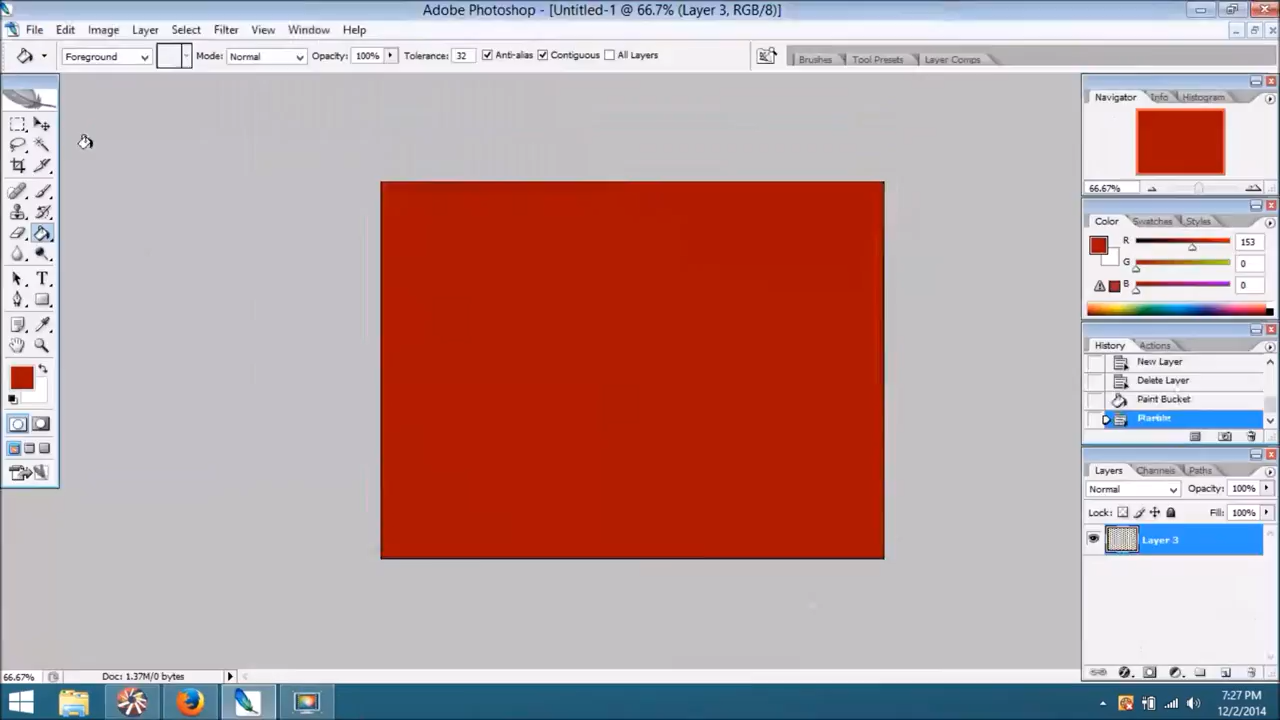 Adobe Photoshop - [Untitled-1 @ 66.7% (Layer 3, RGB/8)]
File Edit Image Layer Select Filter View Window Help
Foreground Mode: Normal Opacity: 100% Tolerance: 32 Anti-alias Contiguous All Layers Brushes Tool Presets Layer Comps
Navigator Info Histogram
66.67%
Color Swatches Styles
R 153
G 0
B 0
History Actions
New Layer
Delete Layer
Paint Bucket
Marble
Layers Channels Paths
Normal Opacity: 100%
Lock: Fill: 100%
Layer 3
T
66.67% Doc: 1.37M/0 bytes
7:27 PM
12/2/2014